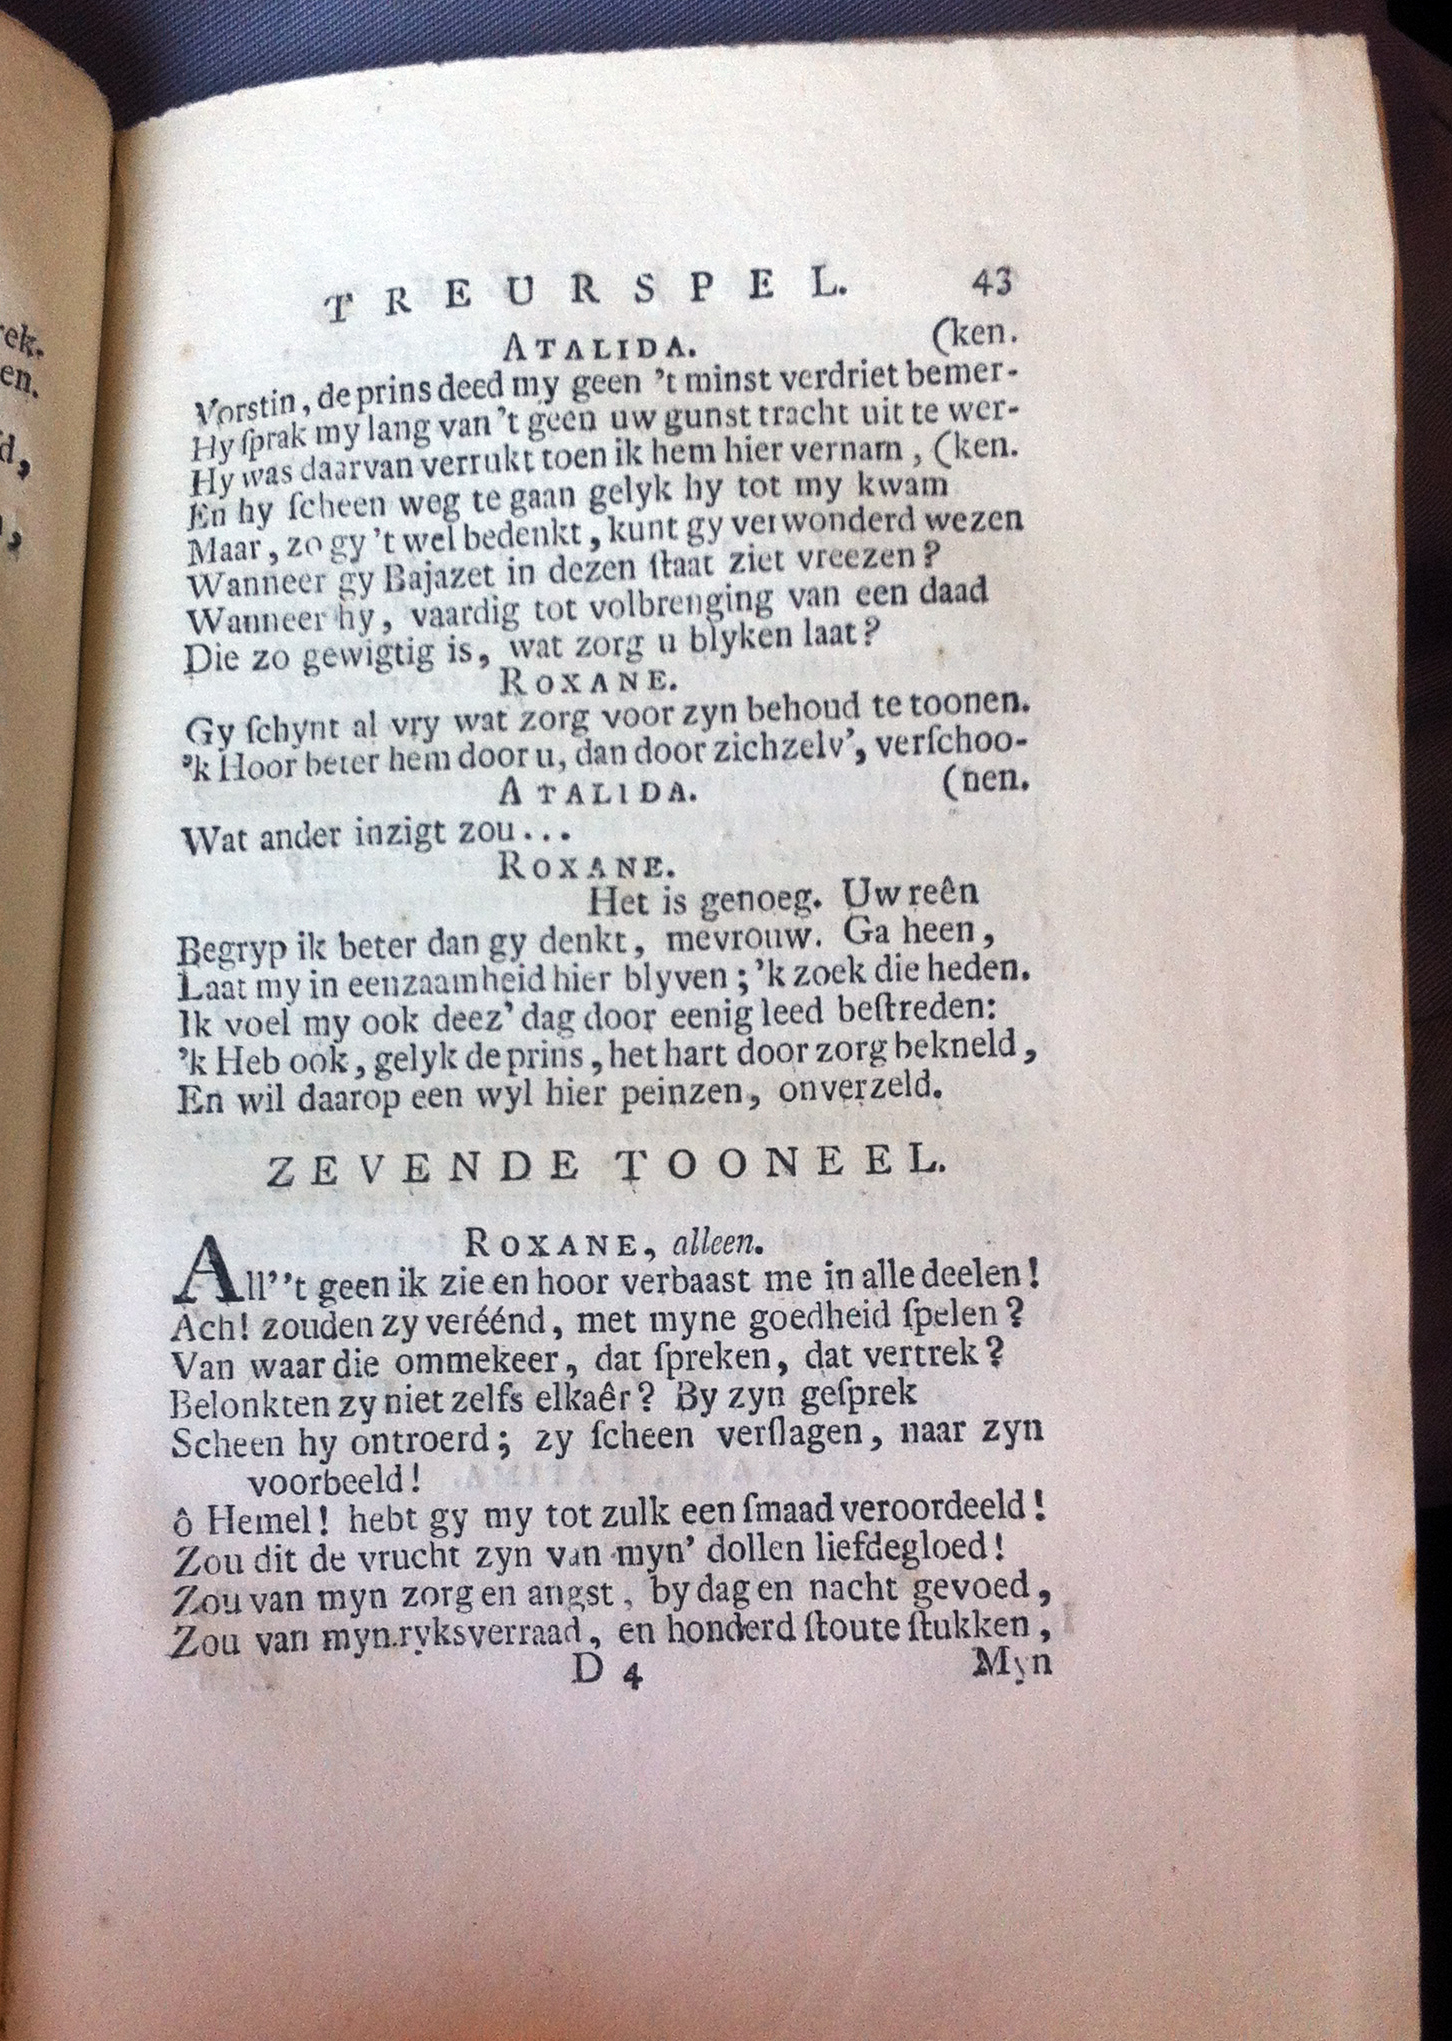 rek.
en.
d,
TREURSPEL. 43
ATALIDA. (ken.
Vorstin, de prins deed my geen 't minst verdriet bemer-
Hy ſprak my lang van 't geen uw gunst tracht uit te wer-
Hy was daarvan verrukt toen ik hem hier vernam, (ken.
En hy ſcheen weg te gaan gelyk hy tot my kwam
Maar, zo gy 't wel bedenkt, kunt gy verwonderd wezen
Wanneer gy Bajazet in dezen ſtaat ziet vreezen?
Wanneer hy, vaardig tot volbrenging van een daad
Die zo gewigtig is, wat zorg u blyken laat?
ROXANE.
Gy ſchynt al vry wat zorg voor zyn behoud te toonen.
'k Hoor beter hem door u, dan door zichzelv', verſchoo-
ATALIDA. (nen.
Wat ander inzigt zou...
ROXANE.
Het is genoeg. Uw reên
Begryp ik beter dan gy denkt, mevrouw. Ga heen,
Laat my in eenzaamheid hier blyven; 'k zoek die heden.
Ik voel my ook deez' dag door eenig leed beſtreden:
'k Heb ook, gelyk de prins, het hart door zorg bekneld,
En wil daarop een wyl hier peinzen, onverzeld.
ZEVENDE TOONEEL.
ROXANE, alleen.
All' 't geen ik zie en hoor verbaast me in alle deelen!
Ach! zouden zy veréénd, met myne goedheid ſpelen?
Van waar die ommekeer, dat ſpreken, dat vertrek?
Belonkten zy niet zelfs elkaêr? By zyn geſprek
Scheen hy ontroerd; zy ſcheen verſlagen, naar zyn
voorbeeld!
ô Hemel! hebt gy my tot zulk een ſmaad veroordeeld!
Zou dit de vrucht zyn van myn' dollen liefdegloed!
Zou van myn zorg en angst, by dag en nacht gevoed,
Zou van myn ryksverraad, en honderd ſtoute ſtukken,
D 4 Myn